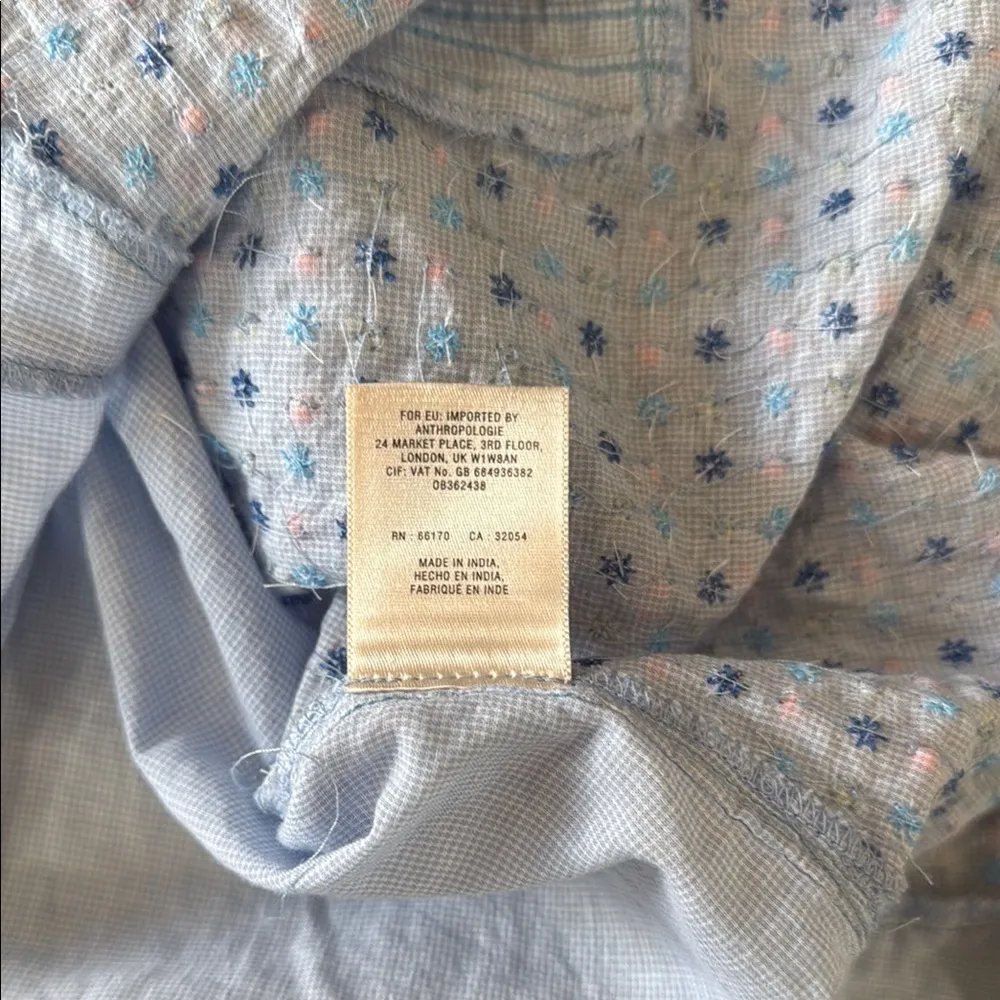 FOR EU: IMPORTED BY
ANTHROPOLOGIE
24 MARKET PLACE, 3RD FLOOR,
LONDON, UK W1W8AN
CIF: VAT No. GB 684936382
OB362438
RN : 66170 CA : 32054
MADE IN INDIA,
HECHO EN INDIA,
FABRIQUÉ EN INDE